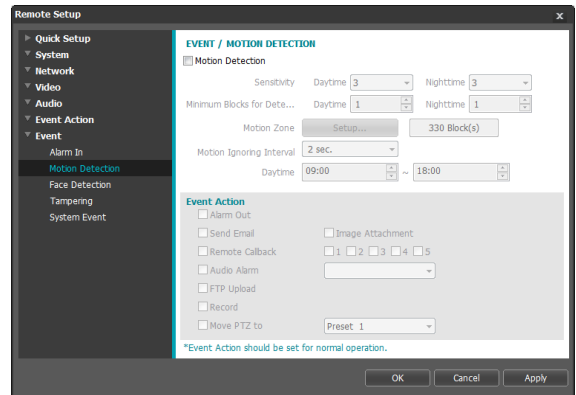 Remote Setup x
Quick Setup
System
Network
Video
Audio
Event Action
Event
Alarm In
Motion Detection
Face Detection
Tampering
System Event
EVENT / MOTION DETECTION
Motion Detection
Sensitivity Daytime 3 Nighttime 3
Minimum Blocks for Dete... Daytime 1 Nighttime 1
Motion Zone Setup... 330 Block(s)
Motion Ignoring Interval 2 sec.
Daytime 09:00 ~ 18:00
Event Action
Alarm Out
Send Email Image Attachment
Remote Callback 1 2 3 4 5
Audio Alarm
FTP Upload
Record
Move PTZ to Preset 1
*Event Action should be set for normal operation.
OK Cancel Apply